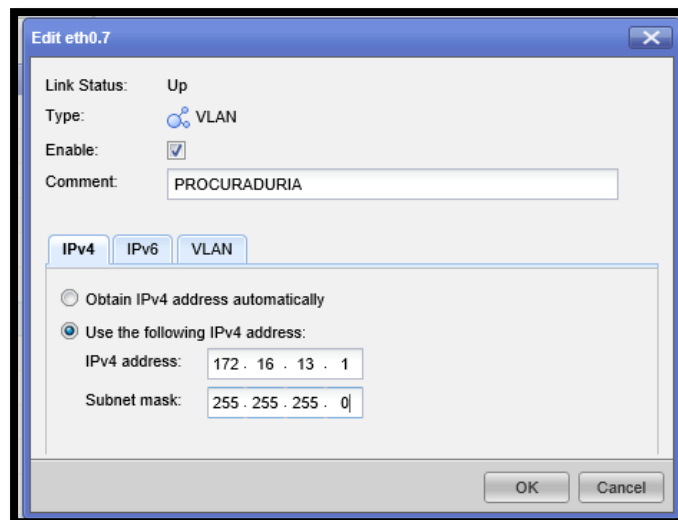 Edit eth0.7
Link Status: Up
Type: VLAN
Enable:
Comment: PROCURADURIA
IPv4 IPv6 VLAN
Obtain IPv4 address automatically
Use the following IPv4 address:
IPv4 address: 172 . 16 . 13 . 1
Subnet mask: 255 . 255 . 255 . 0
OK Cancel